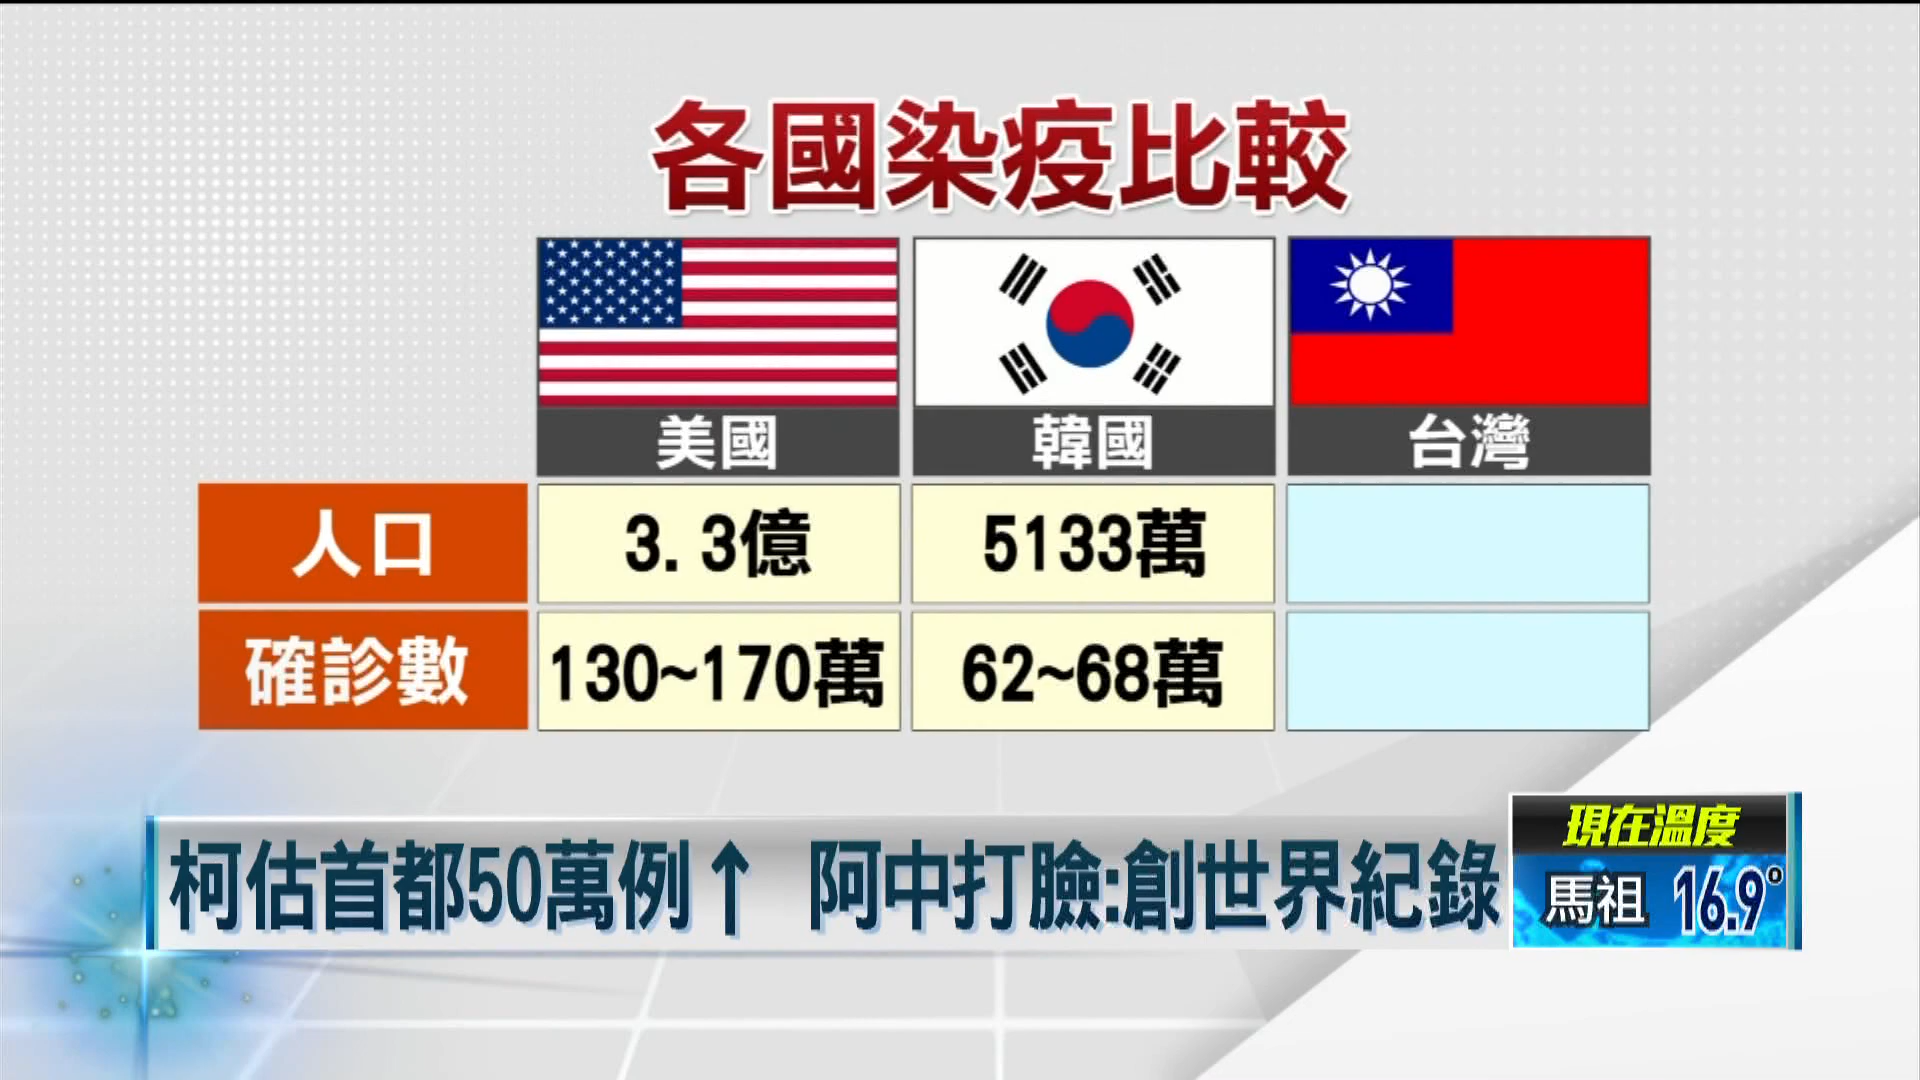 各國染疫比較
美國 韓國 台灣
人口 3.3億 5133萬
確診數 130~170萬 62~68萬
柯估首都50萬例↑ 阿中打臉:創世界紀錄
現在溫度
馬祖 16.9°